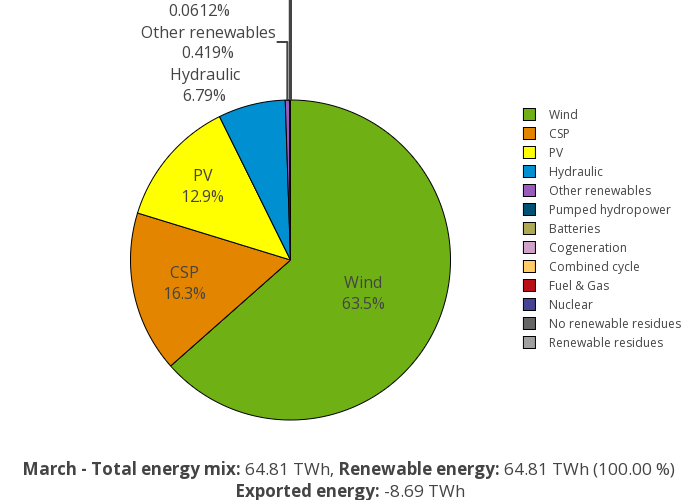 0.0612%
Other renewables
0.419%
Hydraulic
6.79%
PV
12.9%
CSP
16.3%
Wind
63.5%
Wind
CSP
PV
Hydraulic
Other renewables
Pumped hydropower
Batteries
Cogeneration
Combined cycle
Fuel & Gas
Nuclear
No renewable residues
Renewable residues
March - Total energy mix: 64.81 TWh, Renewable energy: 64.81 TWh (100.00 %)
Exported energy: -8.69 TWh